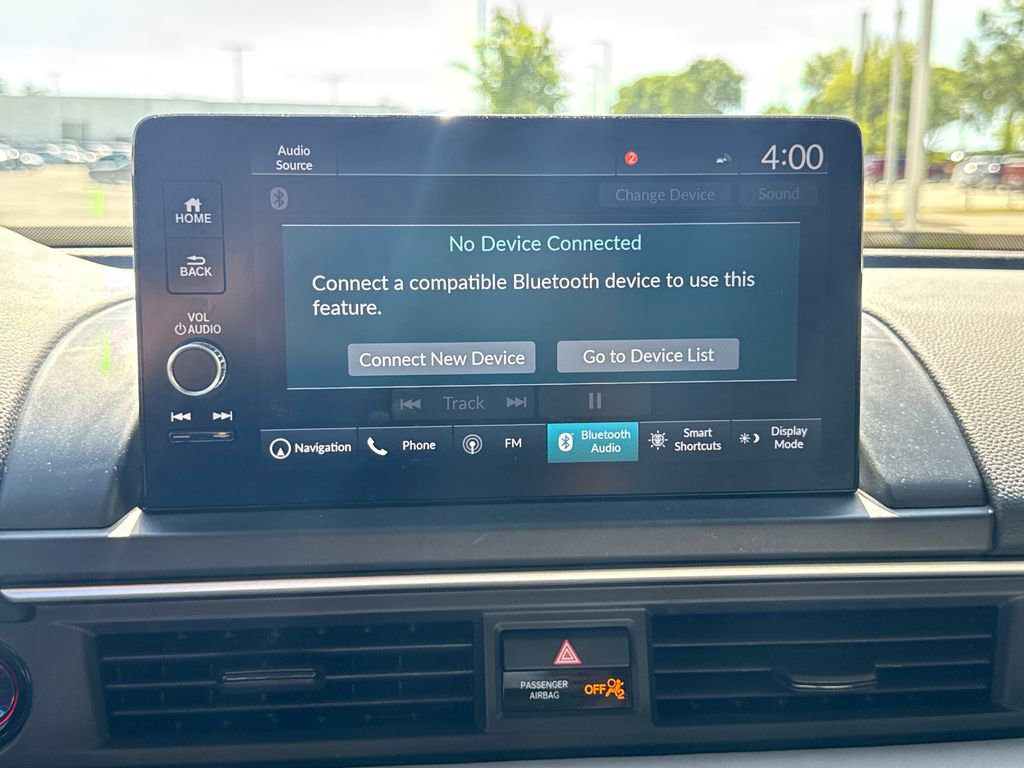 Audio
Source
2
4:00
Change Device
Sound
HOME
BACK
VOL
AUDIO
No Device Connected
Connect a compatible Bluetooth device to use this
feature.
Connect New Device
Go to Device List
Track
Navigation
Phone
FM
Bluetooth
Audio
Smart
Shortcuts
Display
Mode
PASSENGER
AIRBAG
OFF
2